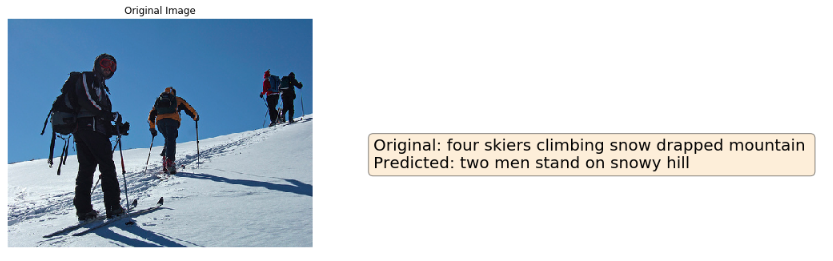 Original Image
Original: four skiers climbing snow drapped mountain
Predicted: two men stand on snowy hill